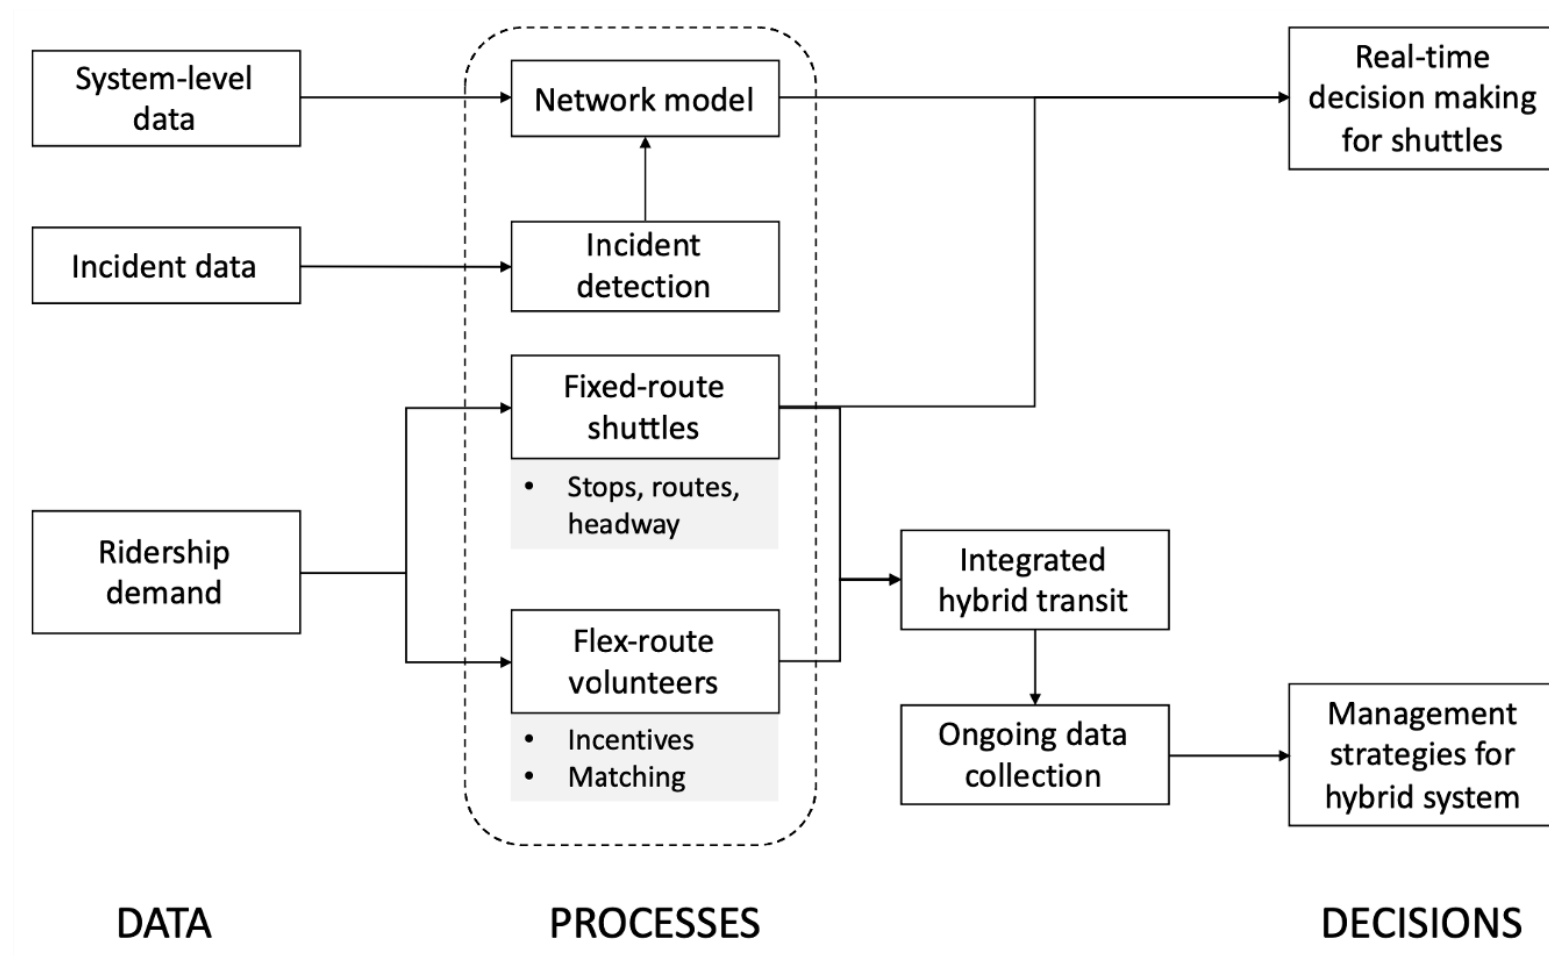 System-level
data
Network model
Real-time
decision making
for shuttles
Incident data
Incident
detection
Fixed-route
shuttles
• Stops, routes,
headway
Ridership
demand
Flex-route
volunteers
• Incentives
• Matching
Integrated
hybrid transit
Ongoing data
collection
Management
strategies for
hybrid system
DATA
PROCESSES
DECISIONS